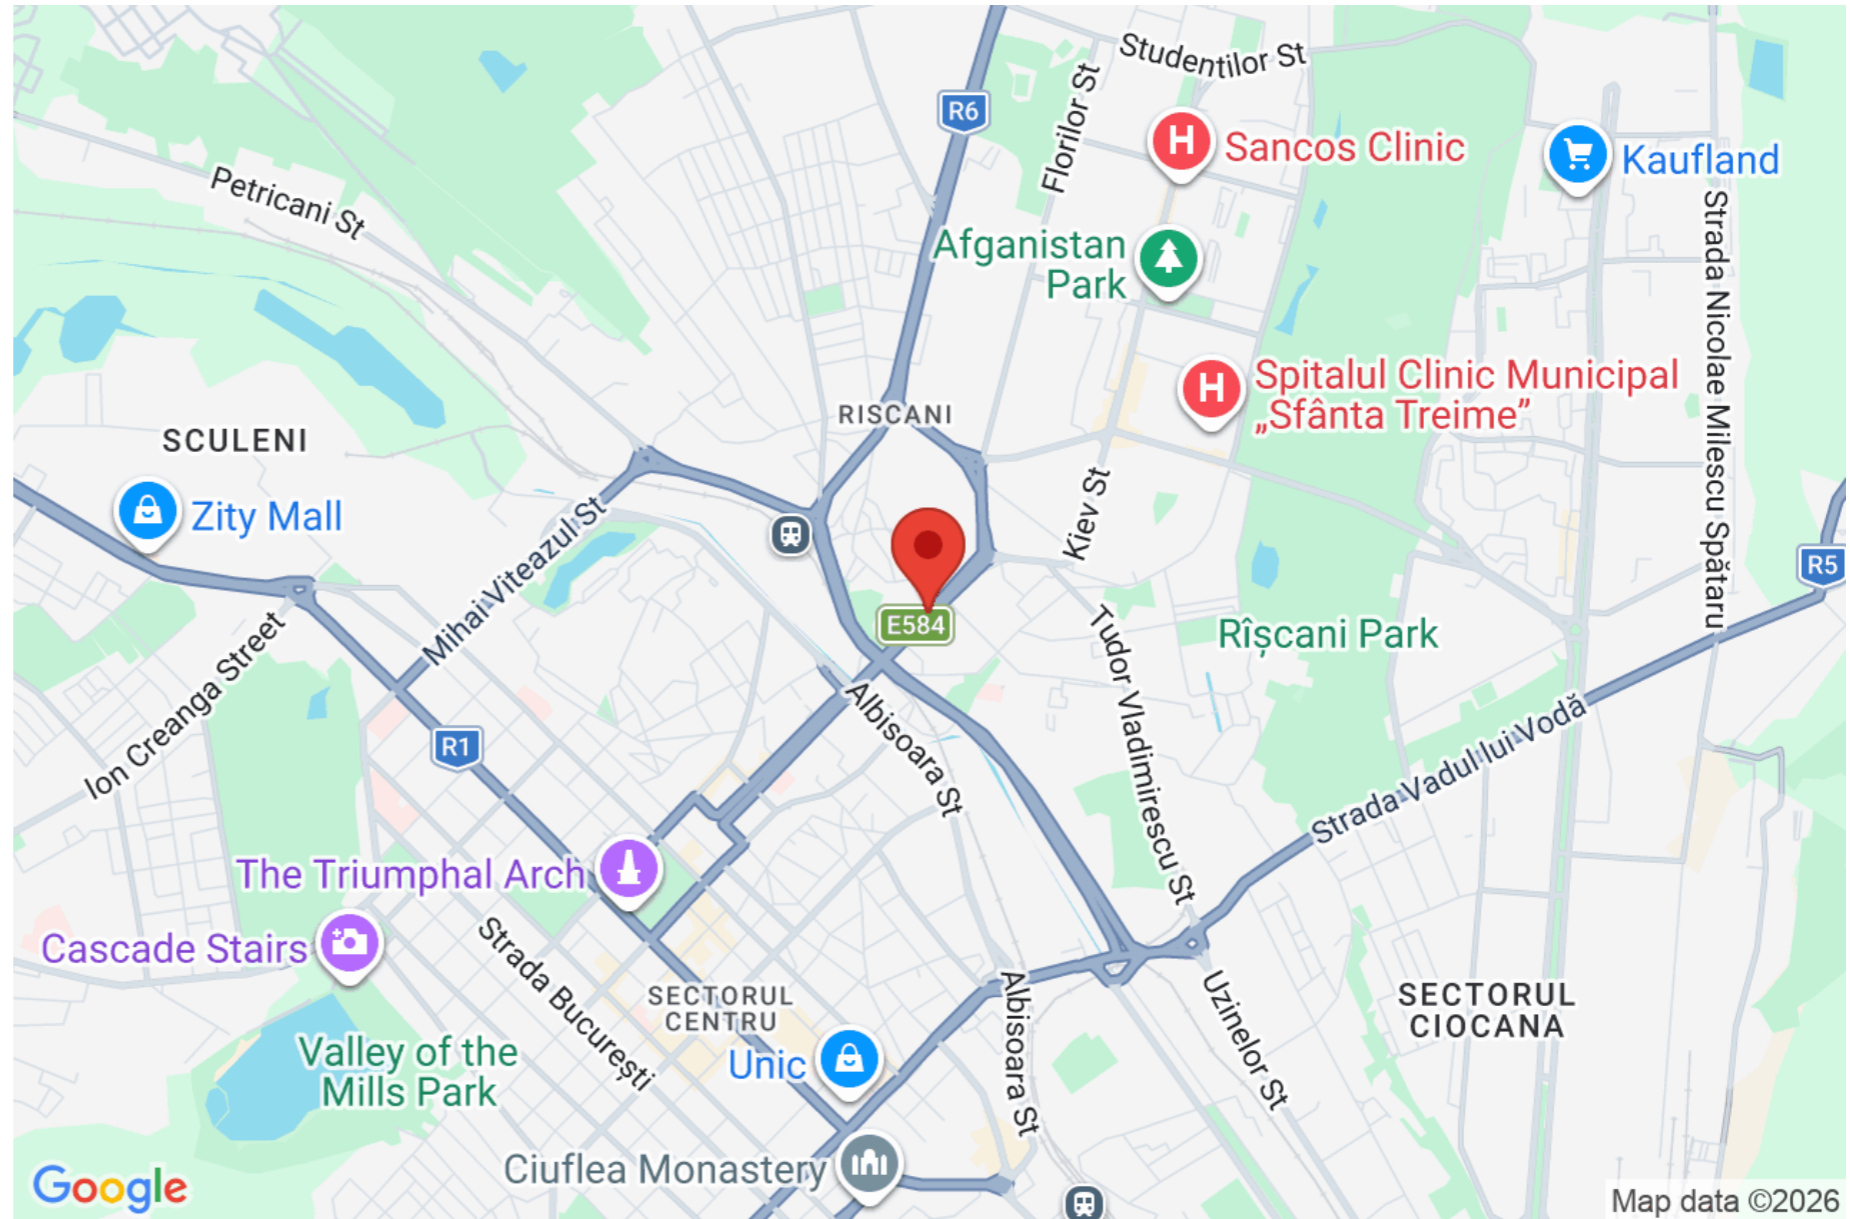 Studentilor St
R6
Florilor St
H
Sancos Clinic
Kaufland
Petricani St
Afganistan
Park
Strada Nicolae Milescu Spătaru
H
Spitalul Clinic Municipal
„Sfânta Treime”
RISCANI
SCULENI
Zity Mall
Mihai Viteazul St
Kiev St
R5
E584
Ion Creanga Street
Tudor Vladimirescu St
Rîșcani Park
Albisoara St
R1
Strada Vadul lui Vodă
The Triumphal Arch
Cascade Stairs
Strada București
SECTORUL
CENTRU
Albisoara St
Uzinelor St
SECTORUL
CIOCANA
Valley of the
Mills Park
Unic
Ciuflea Monastery
Google
Map data ©2026